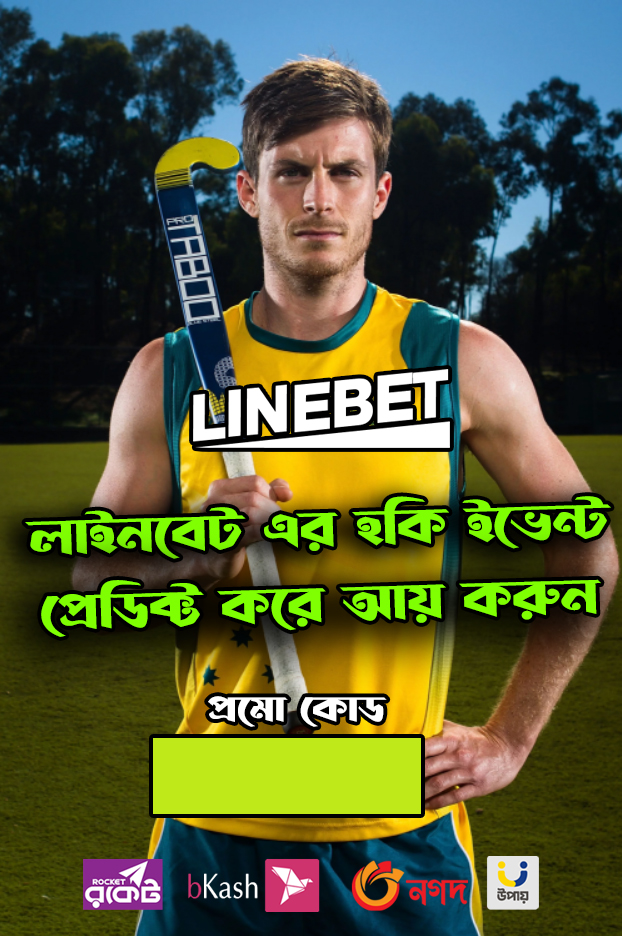 PRO
TABOO
LINEBET
লাইনবেট এর হকি ইভেন্ট
প্রেডিক্ট করে আয় করুন
প্রমো কোড
ROCKET
রকেট
bKash
নগদ
উপায়